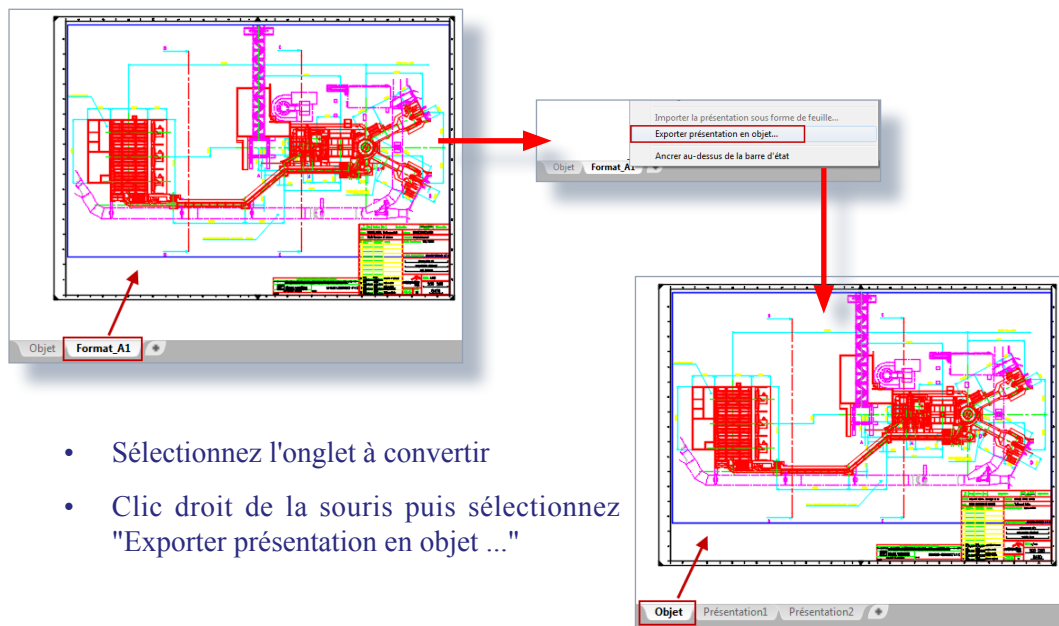 Objet Format_A1
Importer la présentation sous forme de feuille...
Exporter présentation en objet...
Ancrer au-dessus de la barre d'état
Objet Format_A1
• Sélectionnez l'onglet à convertir
• Clic droit de la souris puis sélectionnez
"Exporter présentation en objet ..."
Objet Présentation1 Présentation2